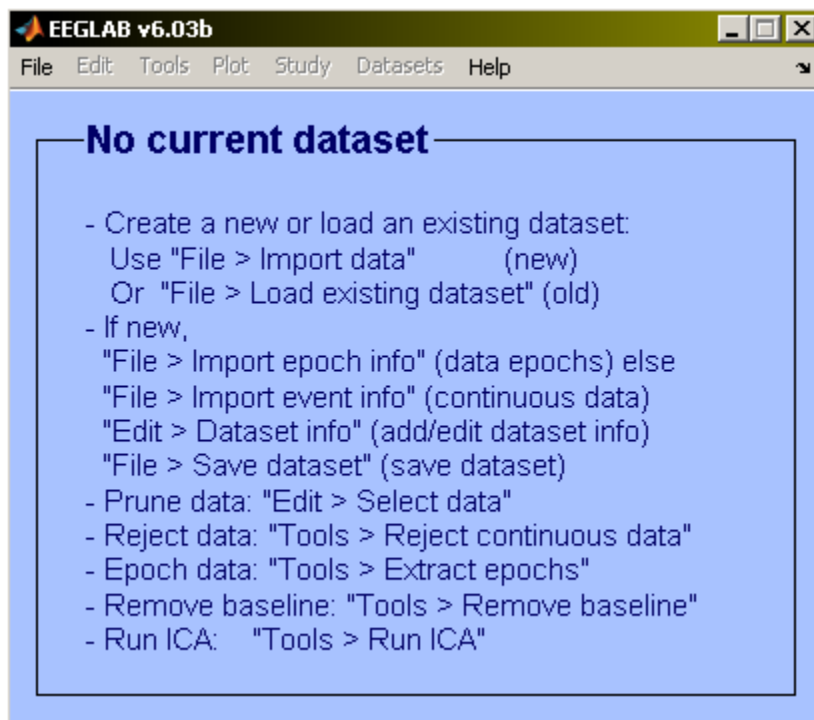 EEGLAB v6.03b
File Edit Tools Plot Study Datasets Help
No current dataset
- Create a new or load an existing dataset:
Use "File > Import data" (new)
Or "File > Load existing dataset" (old)
- If new,
"File > Import epoch info" (data epochs) else
"File > Import event info" (continuous data)
"Edit > Dataset info" (add/edit dataset info)
"File > Save dataset" (save dataset)
- Prune data: "Edit > Select data"
- Reject data: "Tools > Reject continuous data"
- Epoch data: "Tools > Extract epochs"
- Remove baseline: "Tools > Remove baseline"
- Run ICA: "Tools > Run ICA"